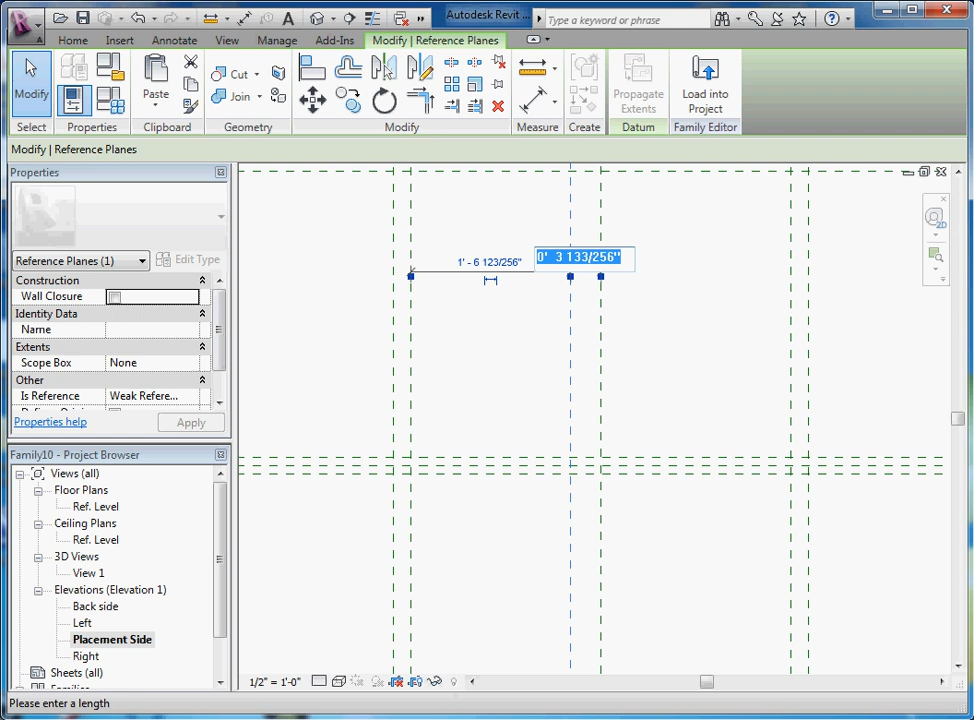 Autodesk Revit ...
Type a keyword or phrase
Home
Insert
Annotate
View
Manage
Add-Ins
Modify | Reference Planes
Modify
Paste
Cut
Join
Propagate
Extents
Load into
Project
Select
Properties
Clipboard
Geometry
Modify
Measure
Create
Datum
Family Editor
Modify | Reference Planes
Properties
Reference Planes (1)
Edit Type
Construction
Wall Closure
Identity Data
Name
Extents
Scope Box
None
Other
Is Reference
Weak Refere...
Properties help
Apply
Family10 - Project Browser
Views (all)
Floor Plans
Ref. Level
Ceiling Plans
Ref. Level
3D Views
View 1
Elevations (Elevation 1)
Back side
Left
Placement Side
Right
Sheets (all)
1' - 6 123/256"
0' 3 133/256"
2D
1/2" = 1'-0"
Please enter a length